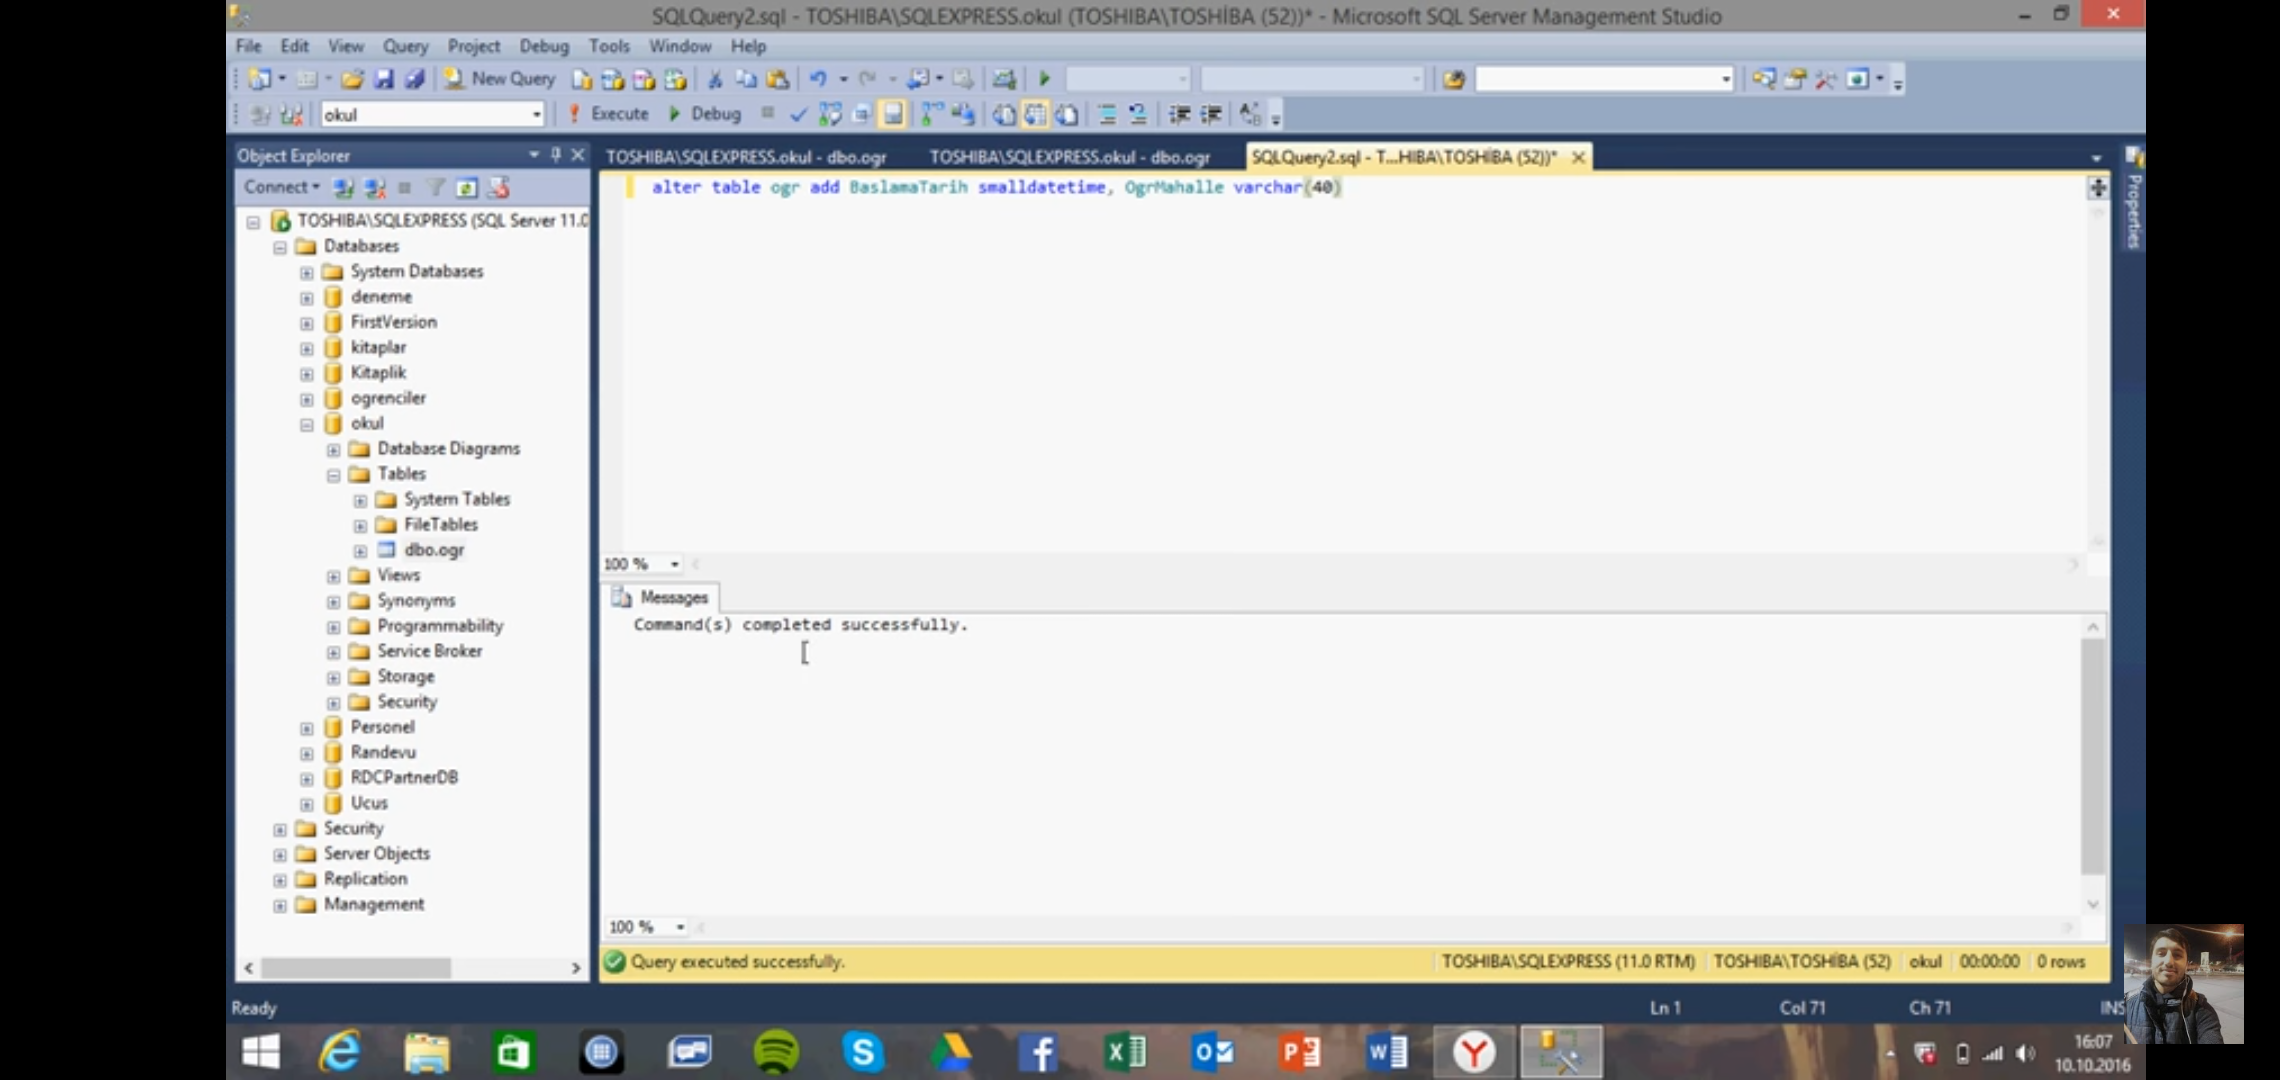 SQLQuery2.sql - TOSHIBA\SQLEXPRESS.okul (TOSHIBA\TOSHİBA (52))* - Microsoft SQL Server Management Studio
File Edit View Query Project Debug Tools Window Help
New Query
okul Execute Debug
Object Explorer
Connect
TOSHIBA\SQLEXPRESS (SQL Server 11.0
Databases
System Databases
deneme
FirstVersion
kitaplar
Kitaplik
ogrenciler
okul
Database Diagrams
Tables
System Tables
FileTables
dbo.ogr
Views
Synonyms
Programmability
Service Broker
Storage
Security
Personel
Randevu
RDCPartnerDB
Ucus
Security
Server Objects
Replication
Management
TOSHIBA\SQLEXPRESS.okul - dbo.ogr TOSHIBA\SQLEXPRESS.okul - dbo.ogr SQLQuery2.sql - T...HIBA\TOSHİBA (52))*
alter table ogr add BaslamaTarih smalldatetime, OgrMahalle varchar(40)
Properties
100 %
Messages
Command(s) completed successfully.
100 %
Query executed successfully. TOSHIBA\SQLEXPRESS (11.0 RTM) TOSHIBA\TOSHİBA (52) okul 00:00:00 0 rows
Ready Ln 1 Col 71 Ch 71 INS
16:07
10.10.2016